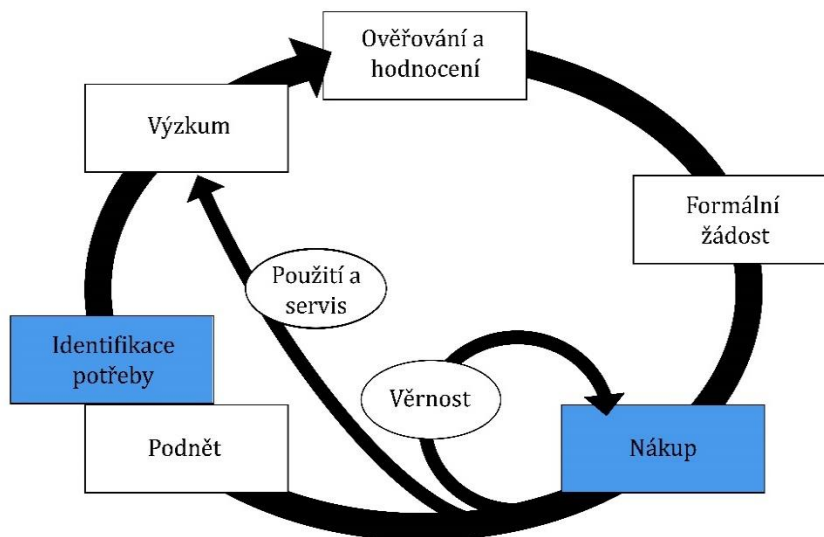 Ověřování a
hodnocení
Výzkum
Formální
žádost
Použití a
servis
Identifikace
potřeby
Věrnost
Podnět
Nákup